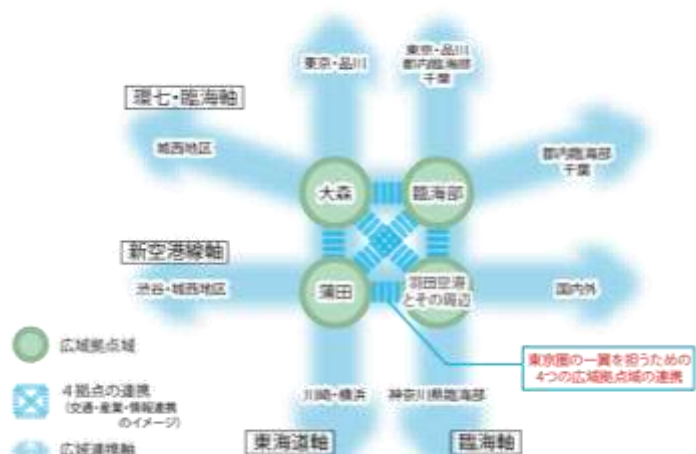 東京・品川
東京・品川
都内臨海部
千葉
環七・臨海軸
城西地区
都内臨海部
千葉
大森
臨海部
新空港線軸
渋谷・城西地区
蒲田
羽田空港
とその周辺
国内外
広域拠点域
東京圏の一翼を担うための
4つの広域拠点域の連携
4拠点の連携
(交通・産業・情報連携
のイメージ)
川崎・横浜
神奈川県臨海部
広域連携軸
東海道軸
臨海軸